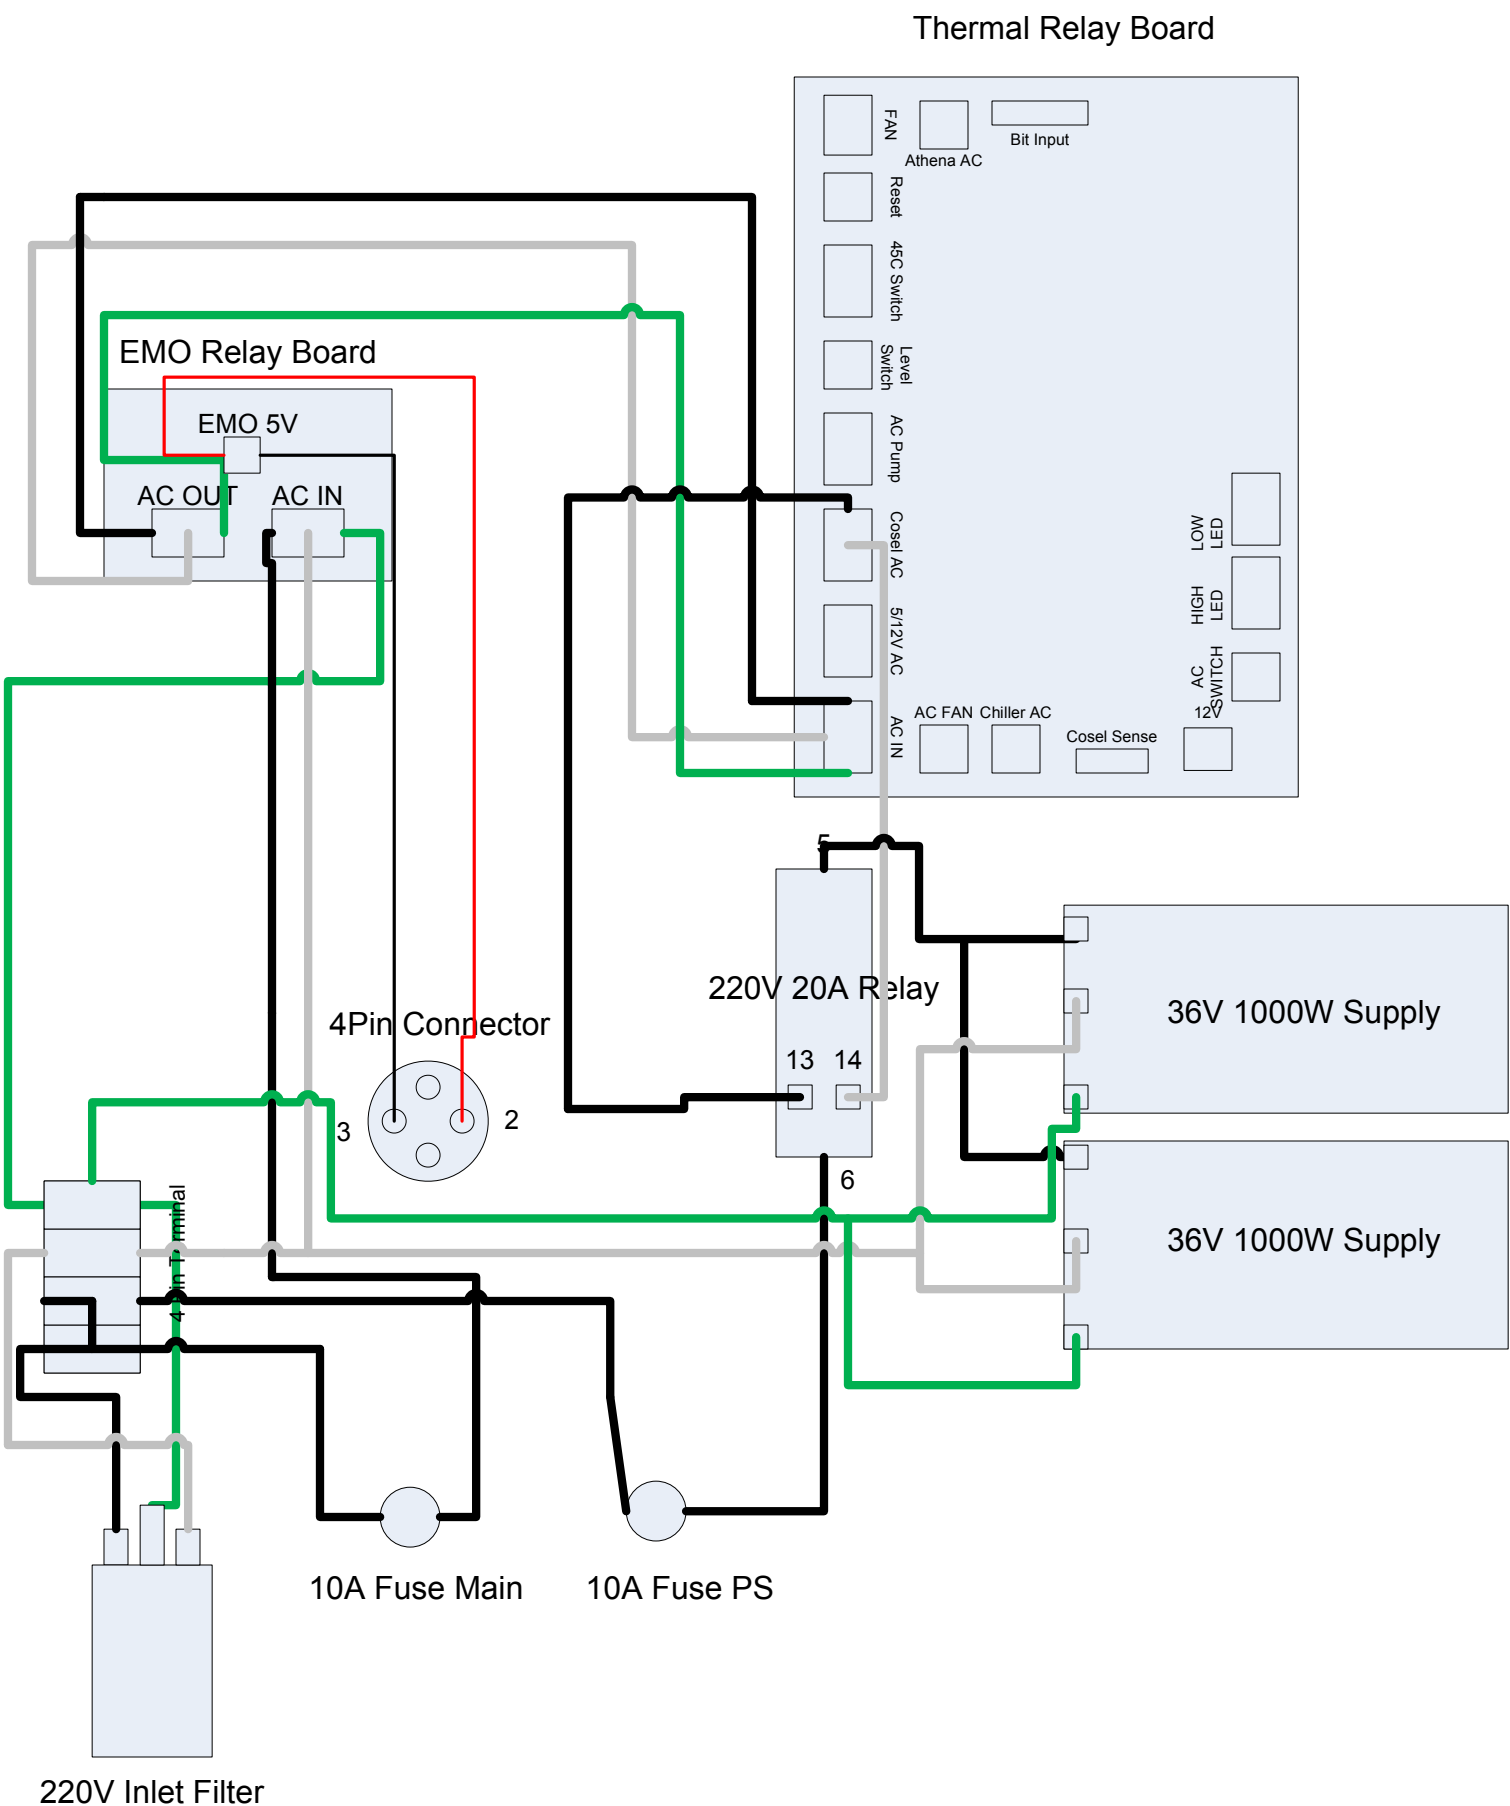 Thermal Relay Board
FAN
Athena AC
Bit Input
Reset
45C Switch
Level
Switch
AC Pump
Cosel AC
5/12V AC
AC IN
AC FAN
Chiller AC
Cosel Sense
12V
AC
SWITCH
HIGH
LED
LOW
LED
EMO Relay Board
EMO 5V
AC OUT
AC IN
5
220V 20A Relay
13
14
6
36V 1000W Supply
36V 1000W Supply
4Pin Connector
3
2
4 Pin Terminal
10A Fuse Main
10A Fuse PS
220V Inlet Filter